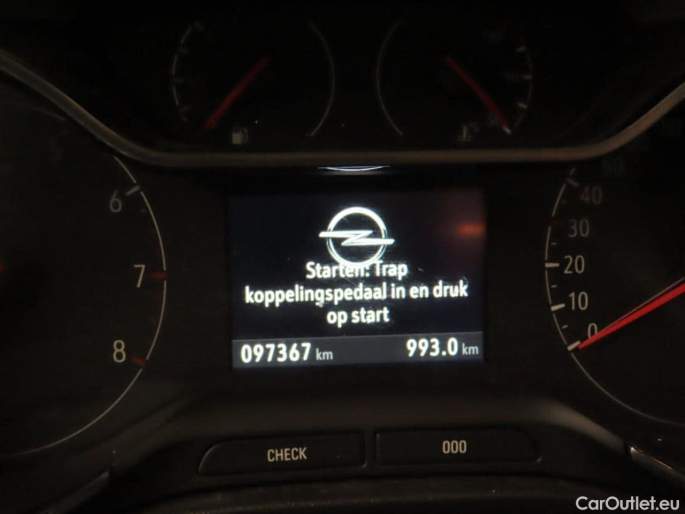 6
7
8
40
30
20
10
0
Starten: Trap
koppelingspedaal in en druk
op start
097367 km 993.0 km
CHECK 000
CarOutlet.eu